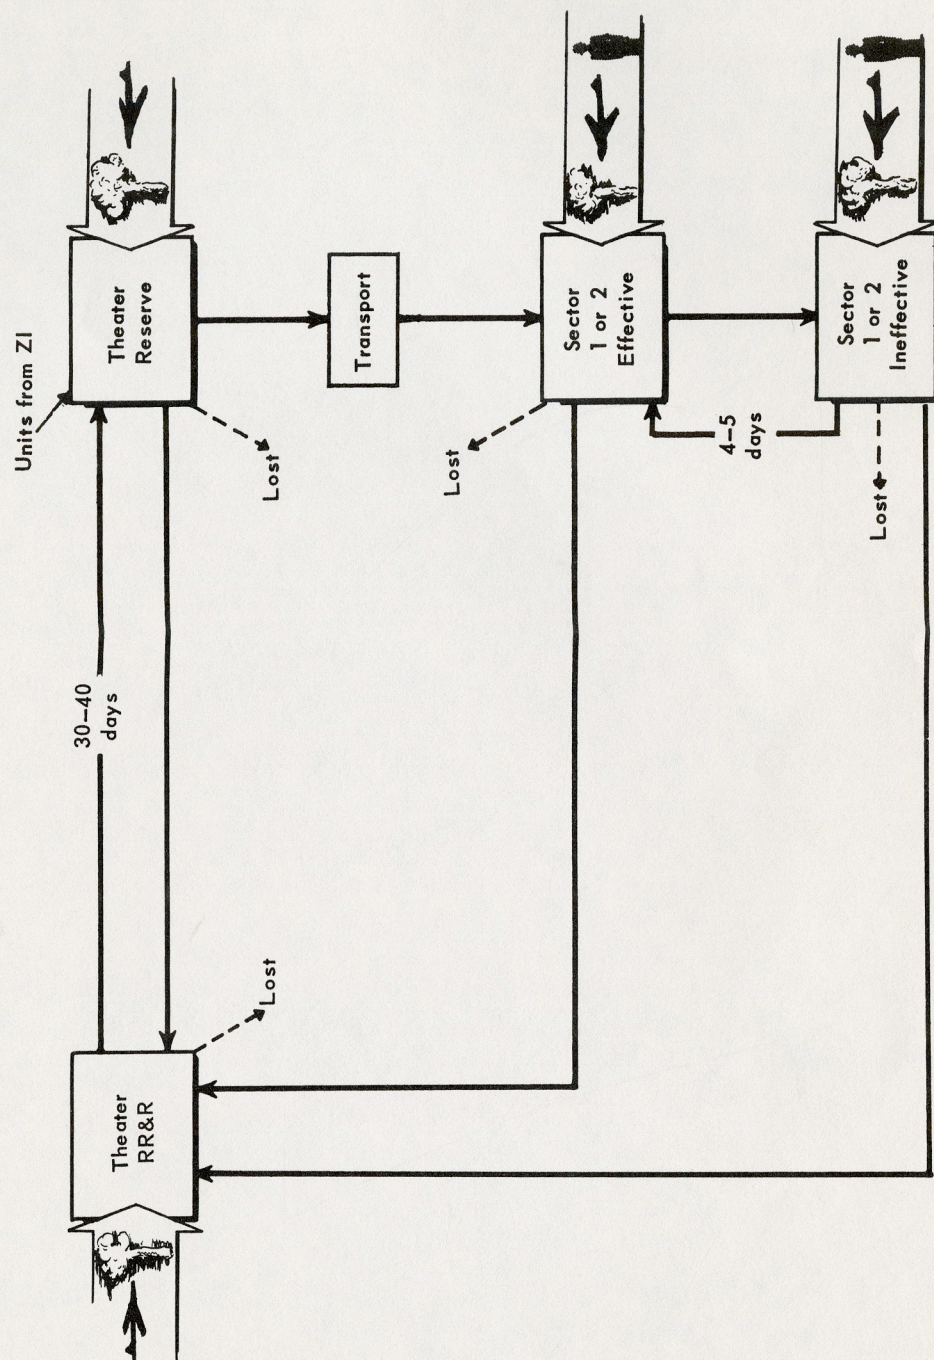 Units from ZI
Theater
Reserve
30–40
days
Theater
RR&R
Lost
Lost
Transport
Lost
Sector
1 or 2
Effective
4–5
days
Sector
1 or 2
Ineffective
Lost